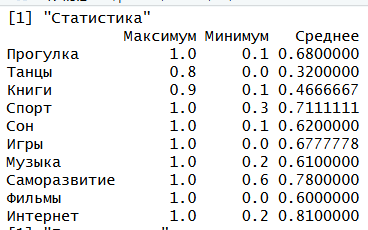 [1] "Статистика"
Максимум Минимум Среднее
Прогулка 1.0 0.1 0.6800000
Танцы 0.8 0.0 0.3200000
Книги 0.9 0.1 0.4666667
Спорт 1.0 0.3 0.7111111
Сон 1.0 0.1 0.6200000
Игры 1.0 0.0 0.6777778
Музыка 1.0 0.2 0.6100000
Саморазвитие 1.0 0.6 0.7800000
Фильмы 1.0 0.0 0.6000000
Интернет 1.0 0.2 0.8100000